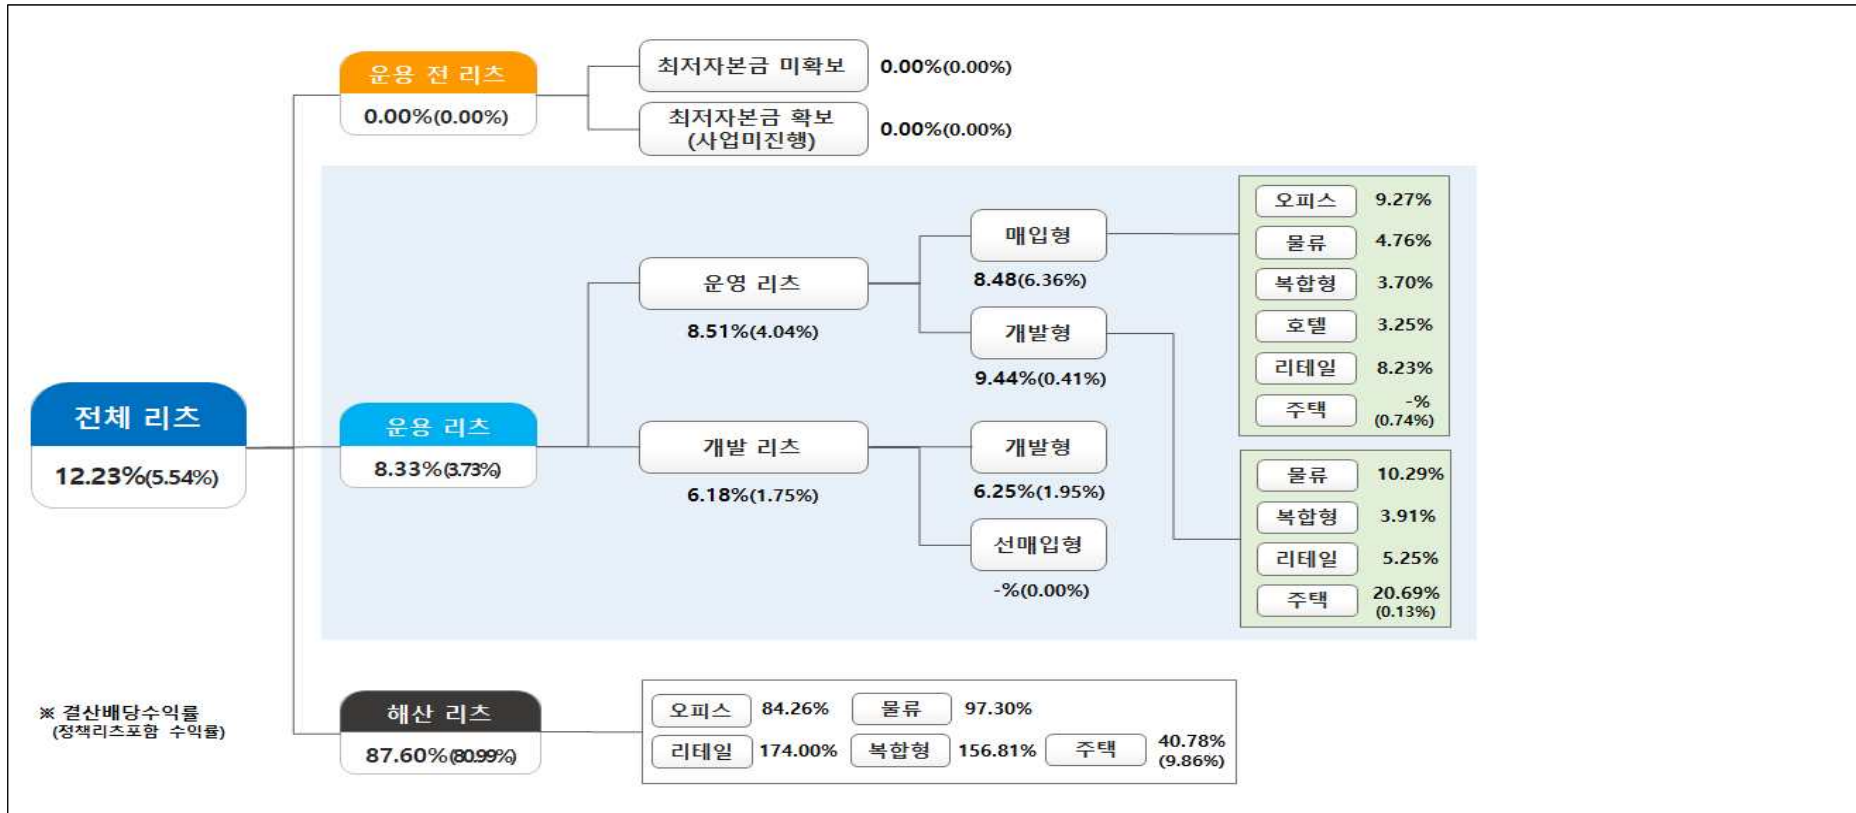 운용 전 리츠
0.00%(0.00%)
최저자본금 미확보
0.00%(0.00%)
최저자본금 확보
(사업미진행)
0.00%(0.00%)
전체 리츠
12.23%(5.54%)
운용 리츠
8.33%(3.73%)
운영 리츠
8.51%(4.04%)
매입형
8.48(6.36%)
개발형
9.44%(0.41%)
오피스 9.27%
물류 4.76%
복합형 3.70%
호텔 3.25%
리테일 8.23%
주택 -%
(0.74%)
물류 10.29%
복합형 3.91%
리테일 5.25%
주택 20.69%
(0.13%)
개발 리츠
6.18%(1.75%)
개발형
6.25%(1.95%)
선매입형
-%(0.00%)
해산 리츠
87.60%(80.99%)
오피스 84.26% 물류 97.30%
리테일 174.00% 복합형 156.81% 주택 40.78%
(9.86%)
※ 결산배당수익률
(정책리츠포함 수익률)